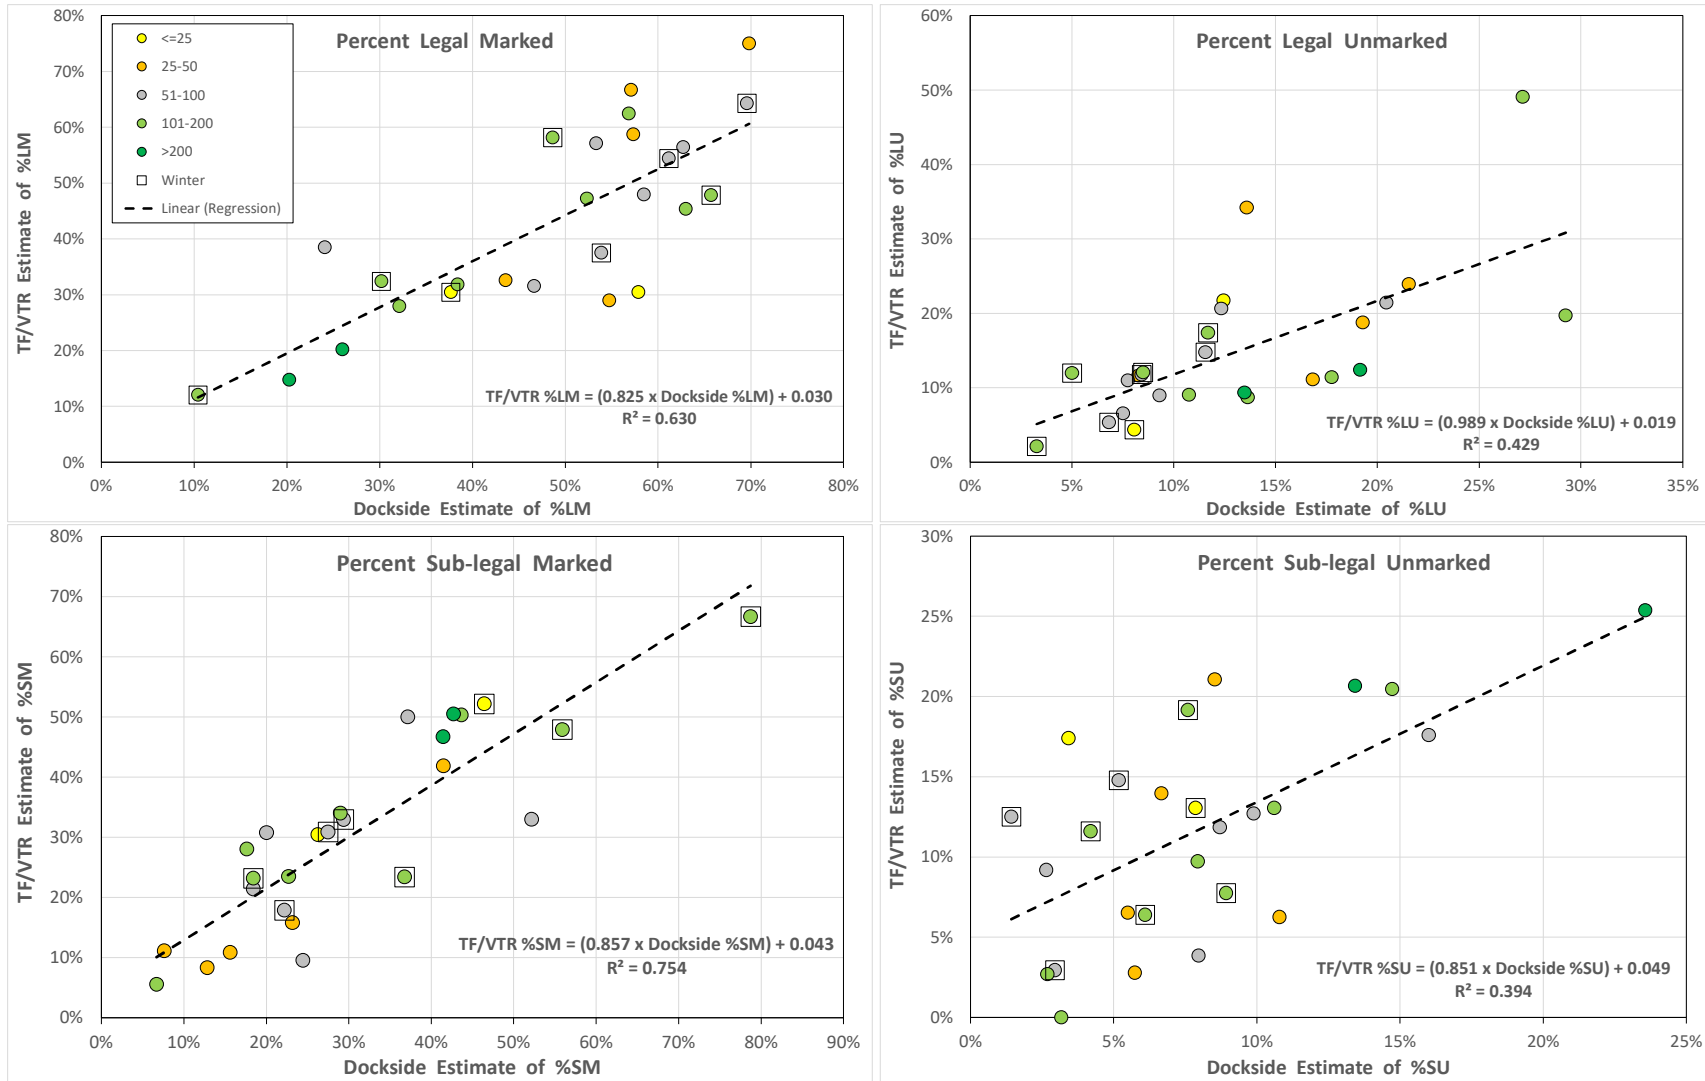 Percent Legal Marked
<=25
25-50
51-100
101-200
>200
Winter
Linear (Regression)
80%
70%
60%
50%
40%
30%
20%
10%
0%
TF/VTR Estimate of %LM
TF/VTR %LM = (0.825 x Dockside %LM) + 0.030
R² = 0.630
0% 10% 20% 30% 40% 50% 60% 70% 80%
Dockside Estimate of %LM
Percent Legal Unmarked
60%
50%
40%
30%
20%
10%
0%
TF/VTR Estimate of %LU
TF/VTR %LU = (0.989 x Dockside %LU) + 0.019
R² = 0.429
0% 5% 10% 15% 20% 25% 30% 35%
Dockside Estimate of %LU
Percent Sub-legal Marked
80%
70%
60%
50%
40%
30%
20%
10%
0%
TF/VTR Estimate of %SM
TF/VTR %SM = (0.857 x Dockside %SM) + 0.043
R² = 0.754
0% 10% 20% 30% 40% 50% 60% 70% 80% 90%
Dockside Estimate of %SM
Percent Sub-legal Unmarked
30%
25%
20%
15%
10%
5%
0%
TF/VTR Estimate of %SU
TF/VTR %SU = (0.851 x Dockside %SU) + 0.049
R² = 0.394
0% 5% 10% 15% 20% 25%
Dockside Estimate of %SU